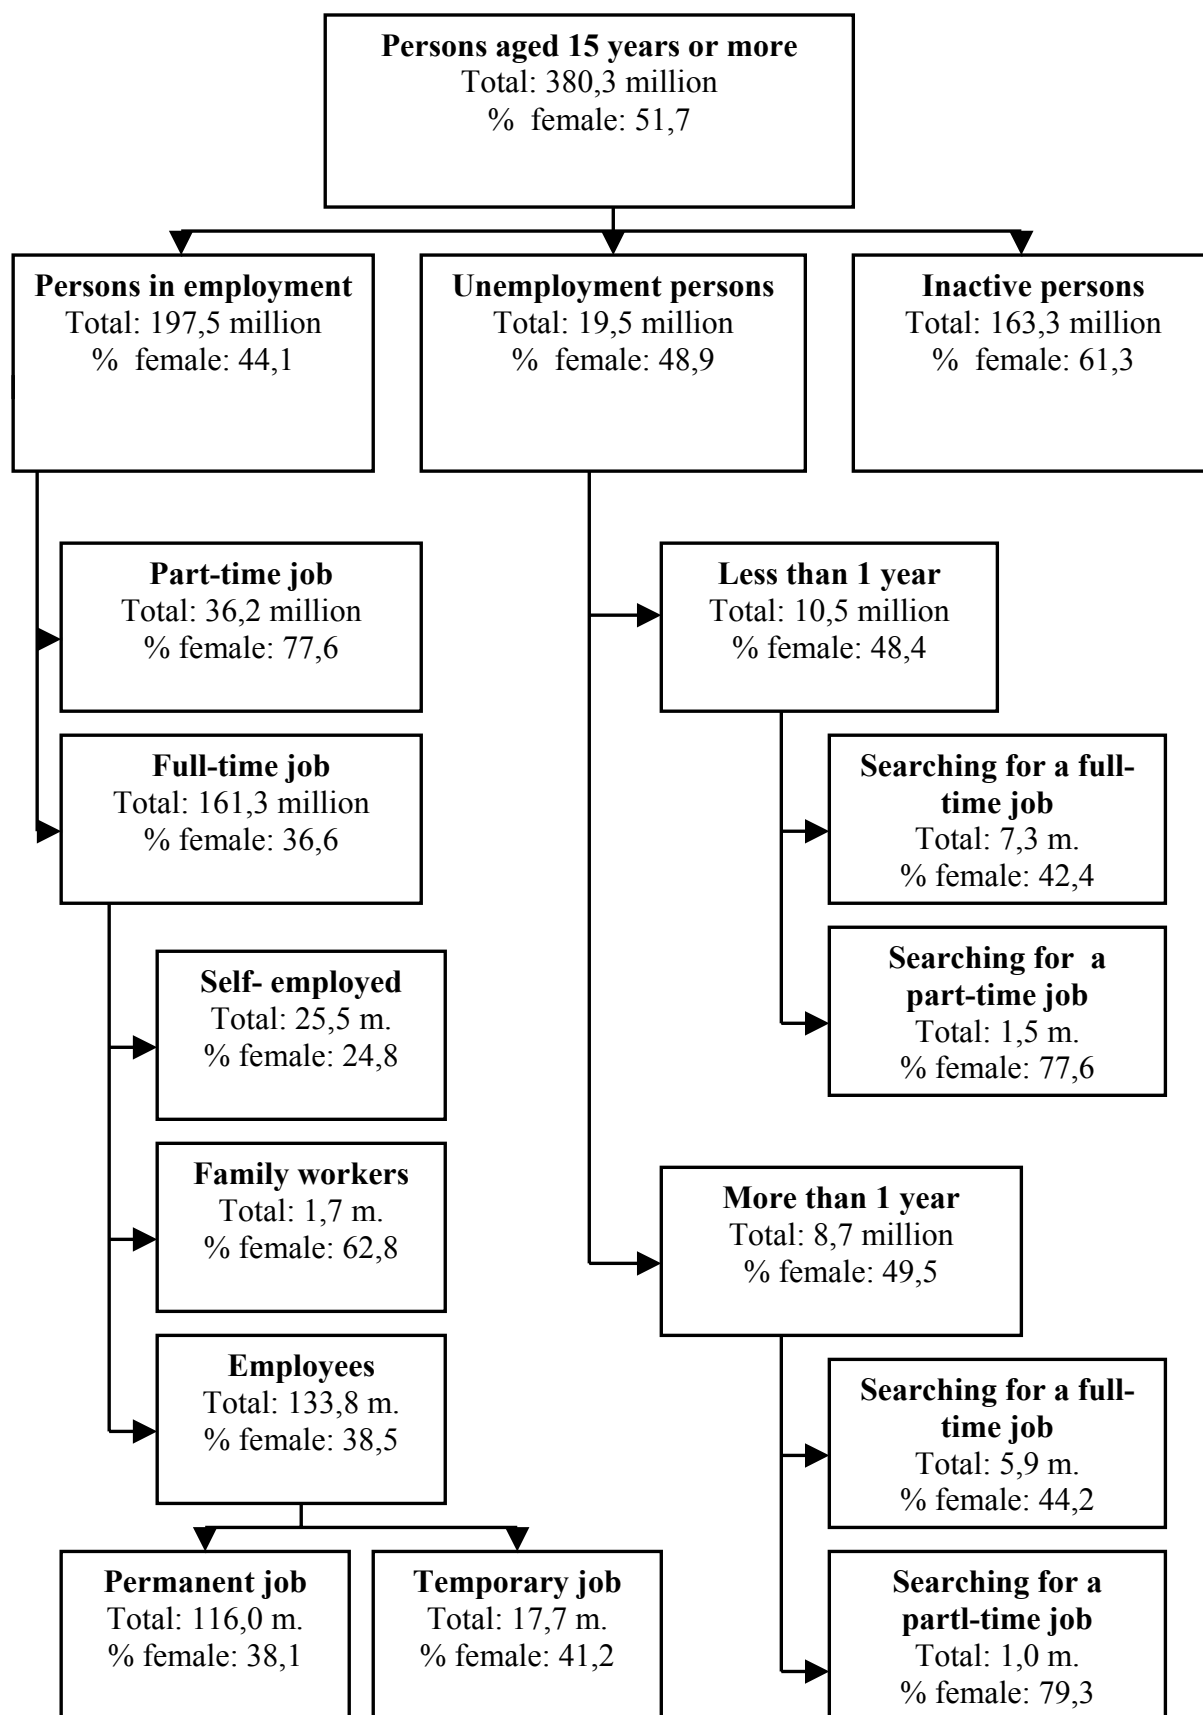 Persons aged 15 years or more
Total: 380,3 million
% female: 51,7
Persons in employment
Total: 197,5 million
% female: 44,1
Unemployment persons
Total: 19,5 million
% female: 48,9
Inactive persons
Total: 163,3 million
% female: 61,3
Part-time job
Total: 36,2 million
% female: 77,6
Full-time job
Total: 161,3 million
% female: 36,6
Self- employed
Total: 25,5 m.
% female: 24,8
Family workers
Total: 1,7 m.
% female: 62,8
Employees
Total: 133,8 m.
% female: 38,5
Permanent job
Total: 116,0 m.
% female: 38,1
Temporary job
Total: 17,7 m.
% female: 41,2
Less than 1 year
Total: 10,5 million
% female: 48,4
Searching for a full-
time job
Total: 7,3 m.
% female: 42,4
Searching for a
part-time job
Total: 1,5 m.
% female: 77,6
More than 1 year
Total: 8,7 million
% female: 49,5
Searching for a full-
time job
Total: 5,9 m.
% female: 44,2
Searching for a
partl-time job
Total: 1,0 m.
% female: 79,3